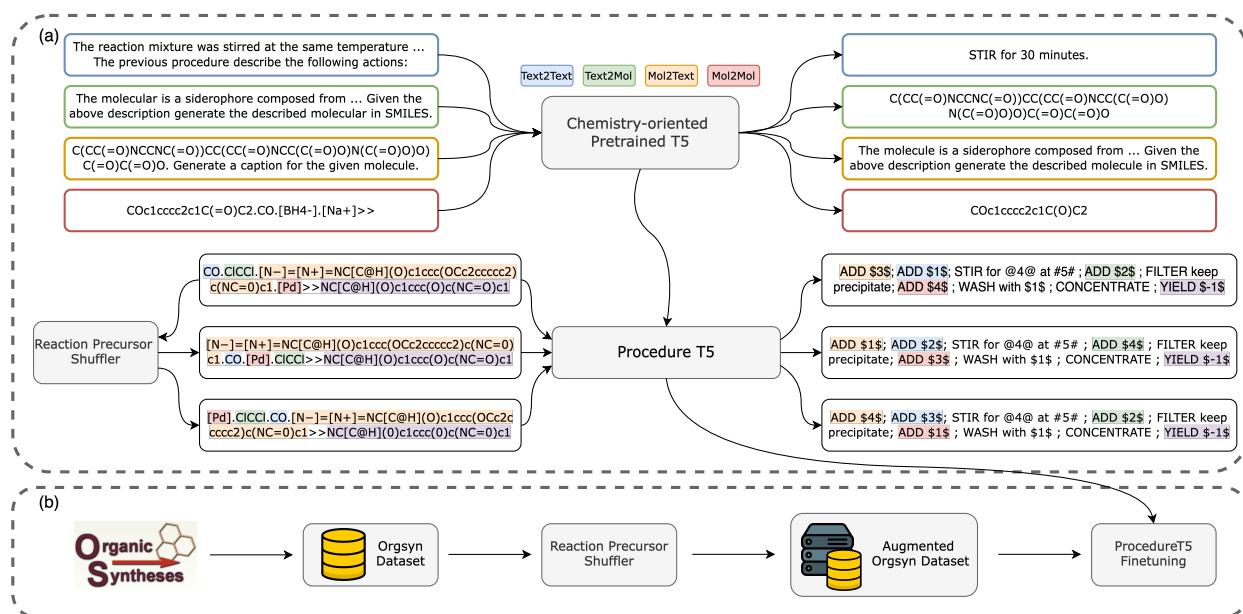 (a)
The reaction mixture was stirred at the same temperature ...
The previous procedure describe the following actions:
The molecular is a siderophore composed from ... Given the
above description generate the described molecular in SMILES.
C(CC(=O)NCCNC(=O))CC(CC(=O)NCC(C(=O)O)N(C(=O)O)O)
C(=O)C(=O)O. Generate a caption for the given molecule.
COc1cccc2c1C(=O)C2.CO.[BH4-].[Na+]>>
Text2Text
Text2Mol
Mol2Text
Mol2Mol
Chemistry-oriented
Pretrained T5
STIR for 30 minutes.
C(CC(=O)NCCNC(=O))CC(CC(=O)NCC(C(=O)O)
N(C(=O)O)O)C(=O)C(=O)O
The molecule is a siderophore composed from ... Given the
above description generate the described molecule in SMILES.
COc1cccc2c1C(O)C2
Reaction Precursor
Shuffler
CO.ClCCl.[N−]=[N+]=NC[C@H](O)c1ccc(OCc2ccccc2)
c(NC=0)c1.[Pd]>>NC[C@H](O)c1ccc(O)c(NC=O)c1
[N−]=[N+]=NC[C@H](O)c1ccc(OCc2ccccc2)c(NC=0)
c1.CO.[Pd].ClCCl>>NC[C@H](O)c1ccc(O)c(NC=O)c1
[Pd].ClCCl.CO.[N−]=[N+]=NC[C@H](O)c1ccc(OCc2c
cccc2)c(NC=0)c1>>NC[C@H](0)c1ccc(O)c(NC=0)c1
Procedure T5
ADD $3$; ADD $1$; STIR for @4@ at #5# ; ADD $2$ ; FILTER keep
precipitate; ADD $4$ ; WASH with $1$ ; CONCENTRATE ; YIELD $-1$
ADD $1$; ADD $2$; STIR for @4@ at #5# ; ADD $4$ ; FILTER keep
precipitate; ADD $3$ ; WASH with $1$ ; CONCENTRATE ; YIELD $-1$
ADD $4$; ADD $3$; STIR for @4@ at #5# ; ADD $2$ ; FILTER keep
precipitate; ADD $1$ ; WASH with $1$ ; CONCENTRATE ; YIELD $-1$
(b)
Organic
Syntheses
Orgsyn
Dataset
Reaction Precursor
Shuffler
Augmented
Orgsyn Dataset
ProcedureT5
Finetuning